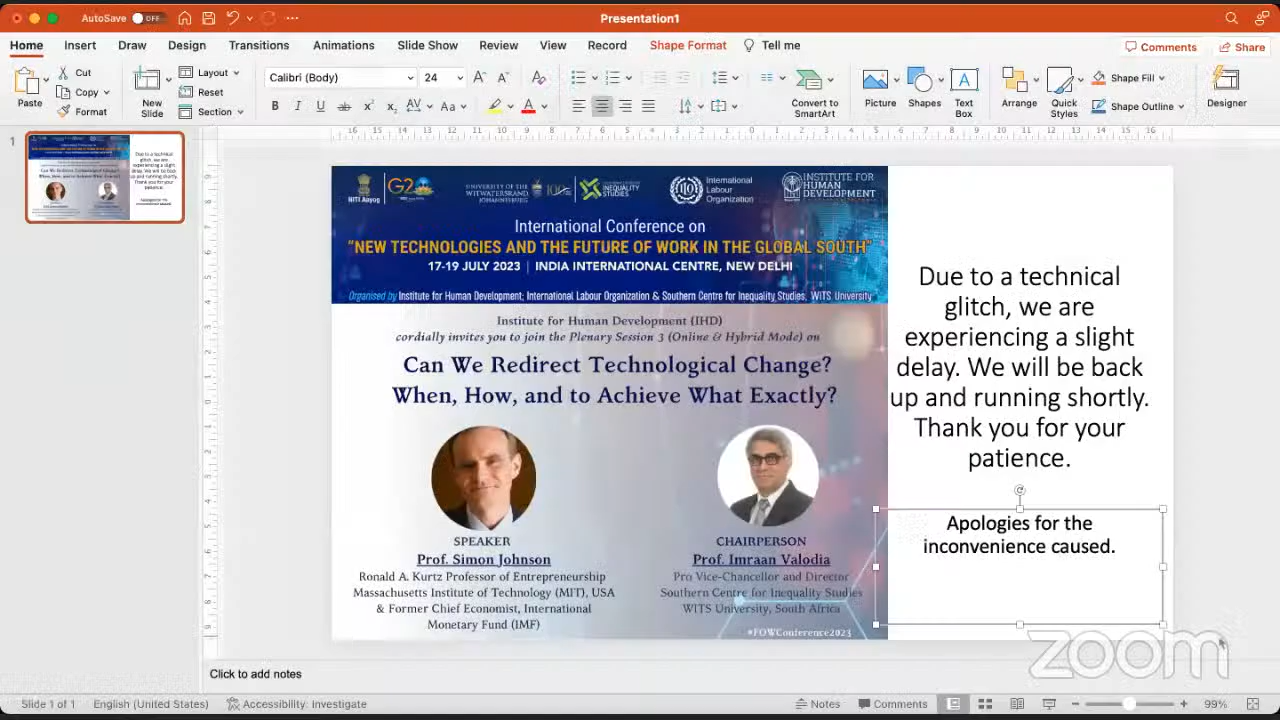 AutoSave OFF
Presentation1
Home Insert Draw Design Transitions Animations Slide Show Review View Record Shape Format Tell me
Comments Share
Paste
Cut
Copy
Format
New Slide
Layout
Reset
Section
Calibri (Body) 24
Convert to SmartArt
Picture
Shapes
Text Box
Arrange
Quick Styles
Shape Fill
Shape Outline
Designer
1
NITI Aayog
G2
UNIVERSITY OF THE WITWATERSRAND, JOHANNESBURG
INEQUALITY STUDIES
International Labour Organization
INSTITUTE FOR HUMAN DEVELOPMENT
International Conference on
"NEW TECHNOLOGIES AND THE FUTURE OF WORK IN THE GLOBAL SOUTH"
17-19 JULY 2023 | INDIA INTERNATIONAL CENTRE, NEW DELHI
Organised by Institute for Human Development; International Labour Organization & Southern Centre for Inequality Studies, WITS University
Institute for Human Development (IHD)
cordially invites you to join the Plenary Session 3 (Online & Hybrid Mode) on
Can We Redirect Technological Change?
When, How, and to Achieve What Exactly?
SPEAKER
Prof. Simon Johnson
Ronald A. Kurtz Professor of Entrepreneurship
Massachusetts Institute of Technology (MIT), USA
& Former Chief Economist, International
Monetary Fund (IMF)
CHAIRPERSON
Prof. Imraan Valodia
Pro Vice-Chancellor and Director
Southern Centre for Inequality Studies
WITS University, South Africa
#FOWConference2023
Due to a technical
glitch, we are
experiencing a slight
delay. We will be back
up and running shortly.
Thank you for your
patience.
Apologies for the
inconvenience caused.
zoom
Click to add notes
Slide 1 of 1
English (United States)
Accessibility: Investigate
Notes
Comments
99%